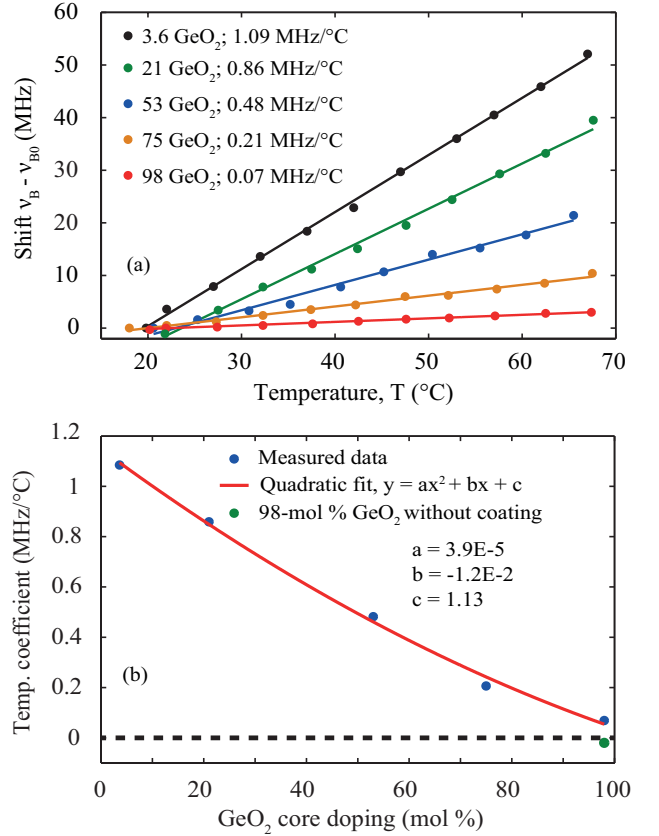 60
50
40
30
20
10
0
Shift ν_B - ν_B0 (MHz)
3.6 GeO₂; 1.09 MHz/°C
21 GeO₂; 0.86 MHz/°C
53 GeO₂; 0.48 MHz/°C
75 GeO₂; 0.21 MHz/°C
98 GeO₂; 0.07 MHz/°C
(a)
20 30 40 50 60 70
Temperature, T (°C)
1.2
1
0.8
0.6
0.4
0.2
0
Temp. coefficient (MHz/°C)
Measured data
Quadratic fit, y = ax² + bx + c
98-mol % GeO₂ without coating
a = 3.9E-5
b = -1.2E-2
c = 1.13
(b)
0 20 40 60 80 100
GeO₂ core doping (mol %)